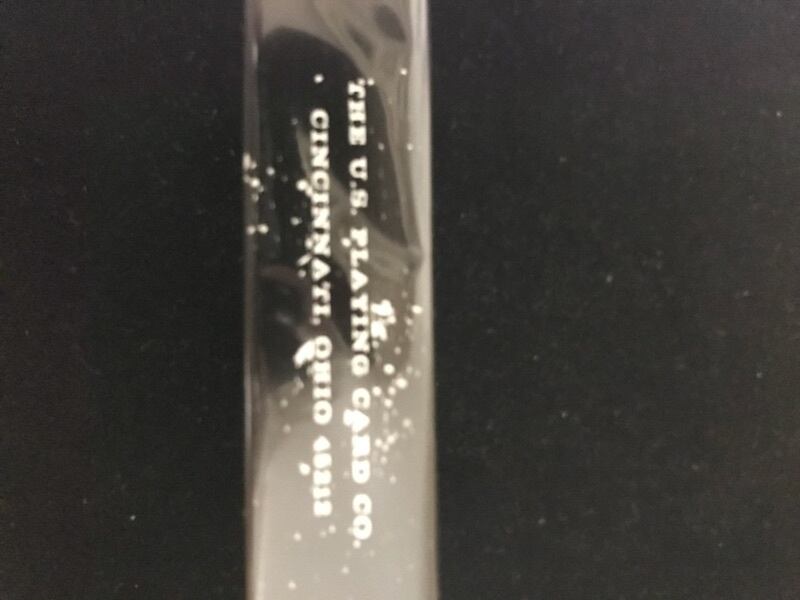 THE U.S. PLAYING CARD CO.
CINCINNATI, OHIO 45212